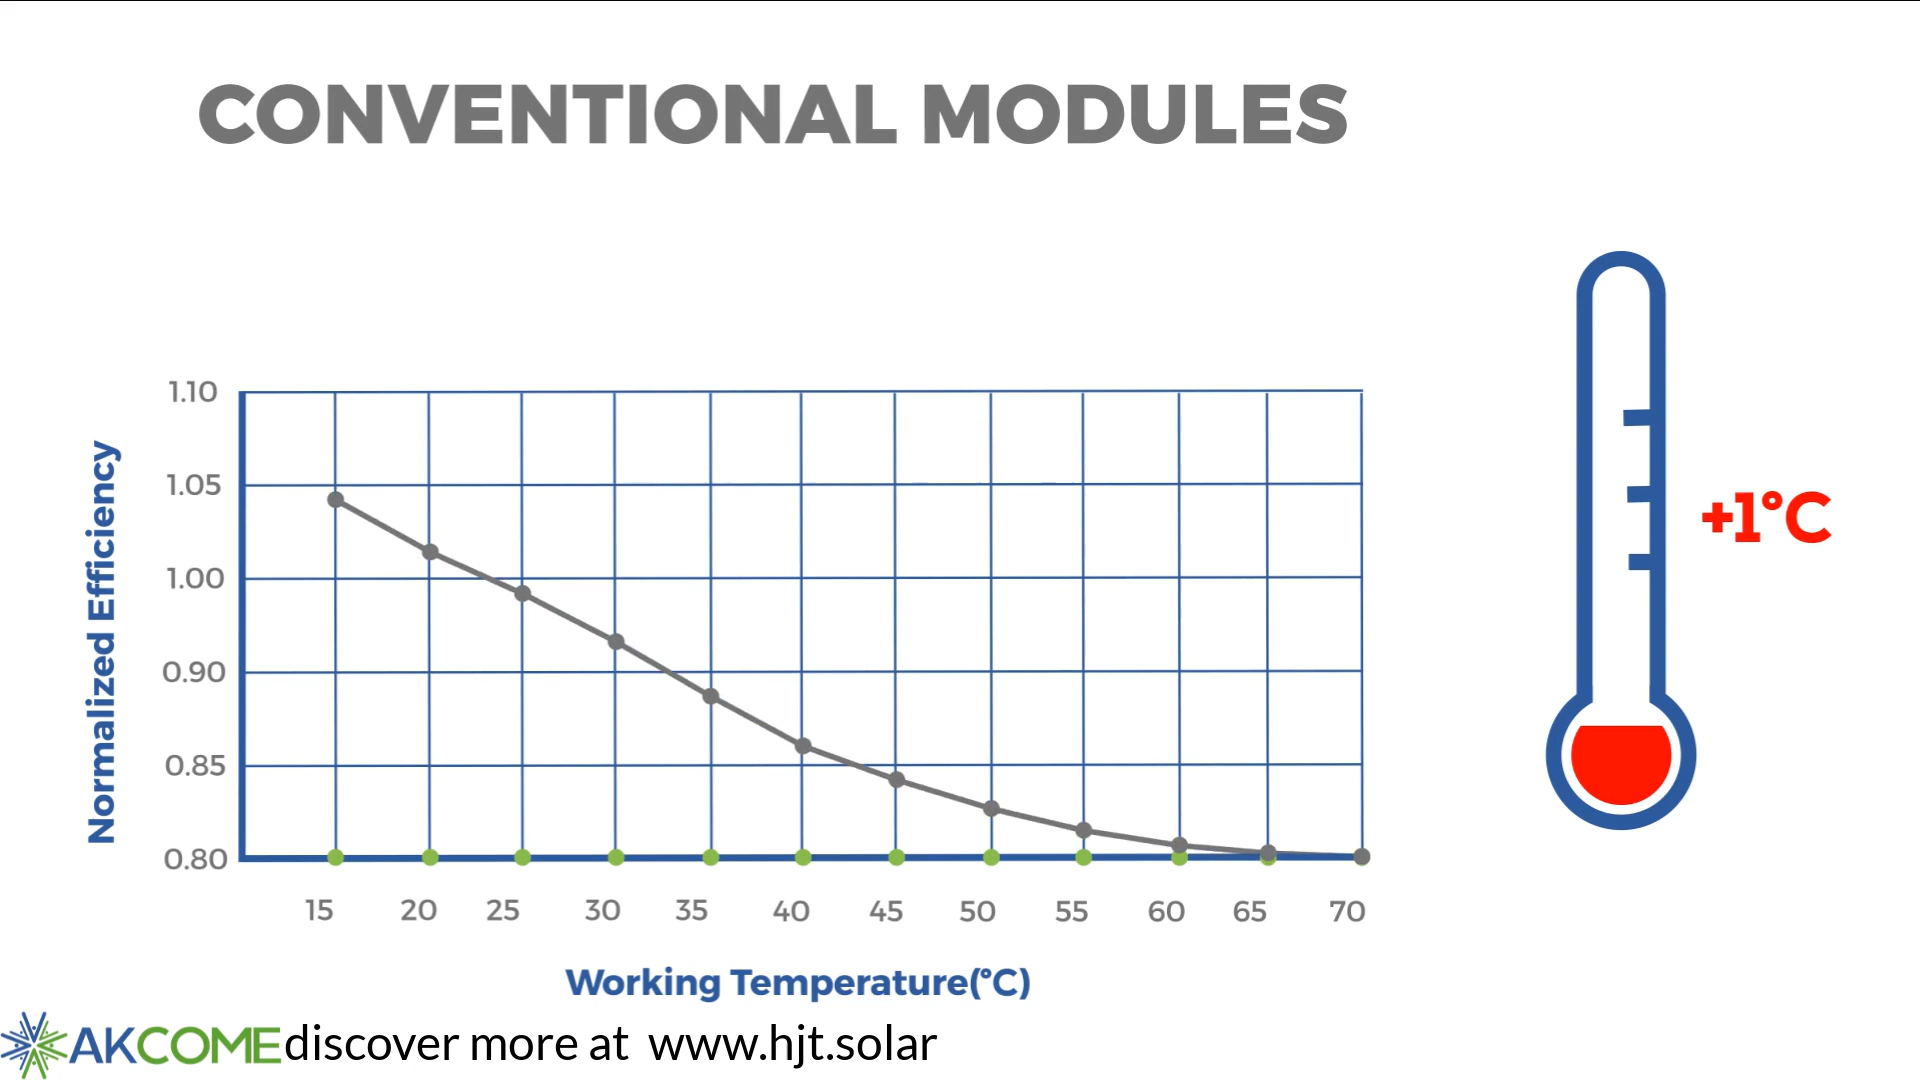 CONVENTIONAL MODULES
1.10
1.05
1.00
0.90
0.85
0.80
Normalized Efficiency
15 20 25 30 35 40 45 50 55 60 65 70
Working Temperature(°C)
+1°C
AKCOME discover more at www.hjt.solar